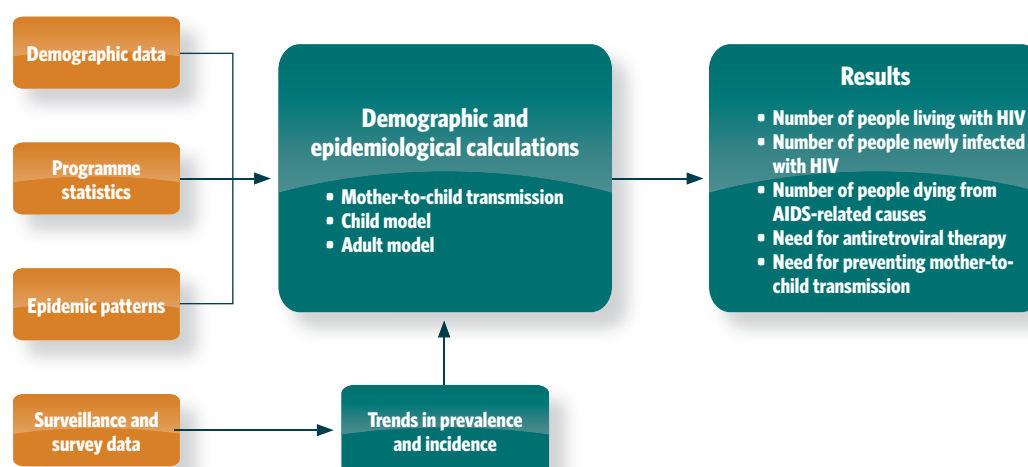 Demographic data
Programme
statistics
Epidemic patterns
Surveillance and
survey data
Demographic and
epidemiological calculations
▪ Mother-to-child transmission
▪ Child model
▪ Adult model
Trends in prevalence
and incidence
Results
▪ Number of people living with HIV
▪ Number of people newly infected
with HIV
▪ Number of people dying from
AIDS-related causes
▪ Need for antiretroviral therapy
▪ Need for preventing mother-to-
child transmission